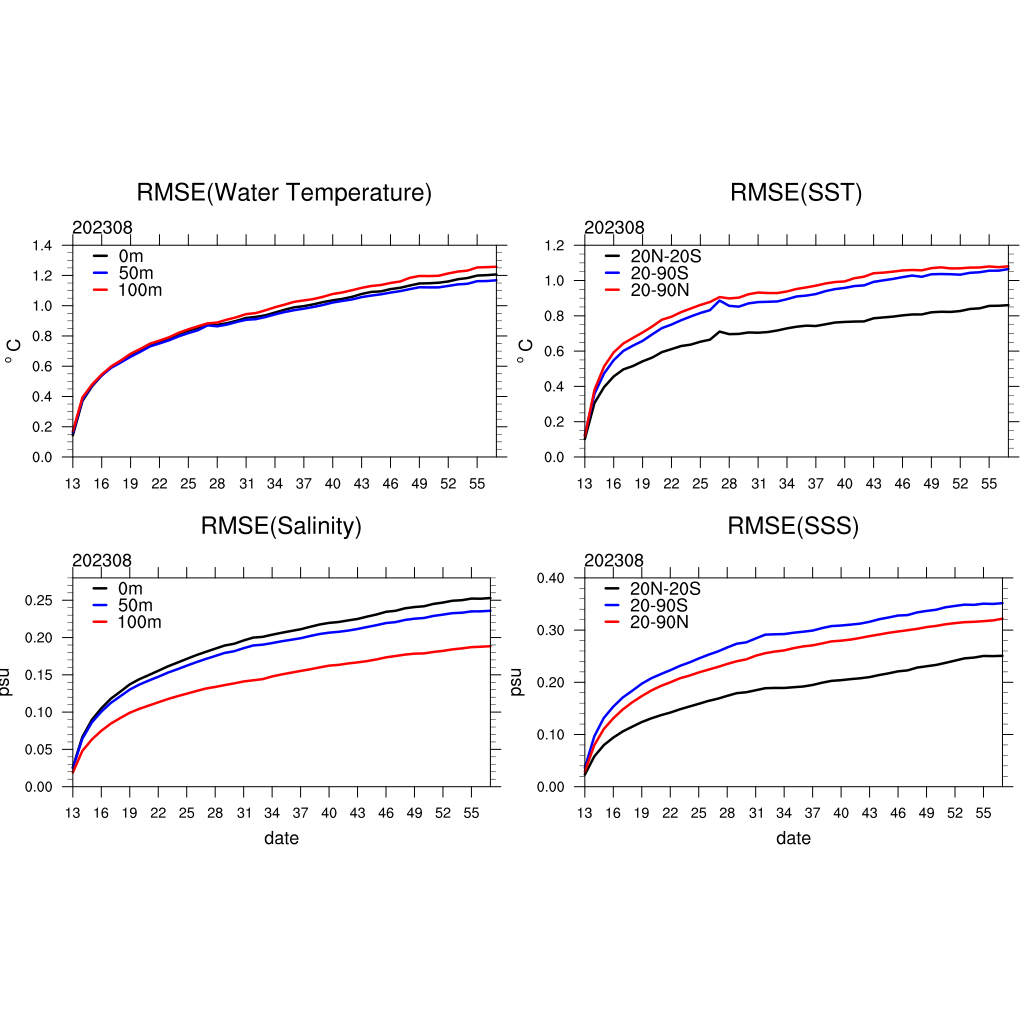 RMSE(Water Temperature)
202308
0m
50m
100m
1.4
1.2
1.0
0.8
0.6
0.4
0.2
0.0
° C
13 16 19 22 25 28 31 34 37 40 43 46 49 52 55
RMSE(SST)
202308
20N-20S
20-90S
20-90N
1.2
1.0
0.8
0.6
0.4
0.2
0.0
° C
13 16 19 22 25 28 31 34 37 40 43 46 49 52 55
RMSE(Salinity)
202308
0m
50m
100m
0.25
0.20
0.15
0.10
0.05
0.00
psu
13 16 19 22 25 28 31 34 37 40 43 46 49 52 55
date
RMSE(SSS)
202308
20N-20S
20-90S
20-90N
0.40
0.30
0.20
0.10
0.00
psu
13 16 19 22 25 28 31 34 37 40 43 46 49 52 55
date